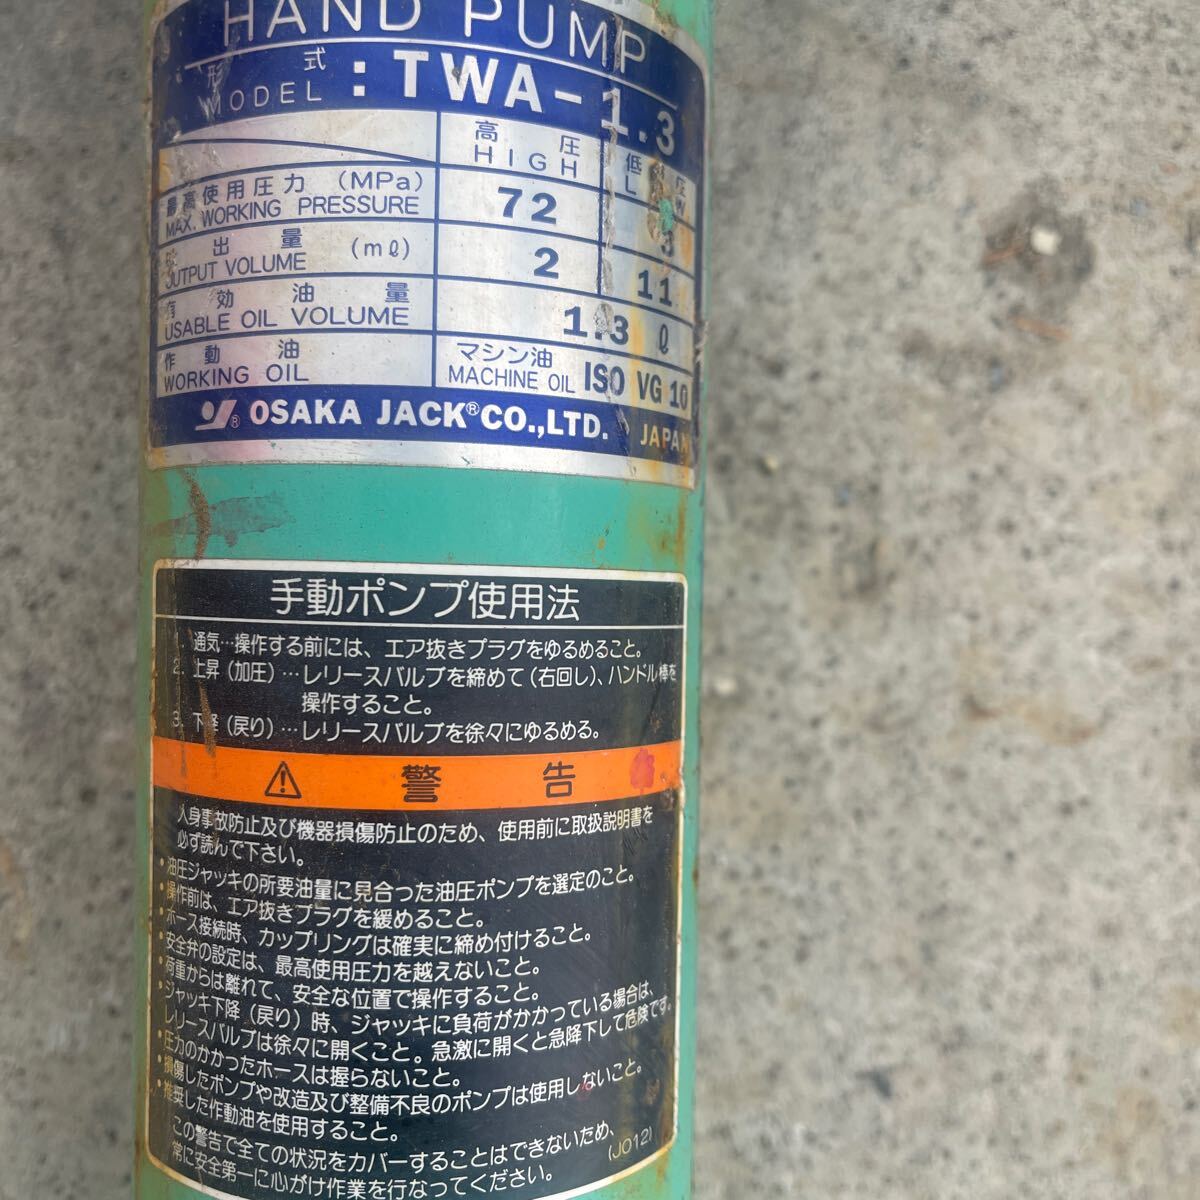 HAND PUMP
形式
MODEL : TWA-1.3
高圧
HIGH
低圧
最高使用圧力 (MPa)
MAX. WORKING PRESSURE
72
3
出量 (mℓ)
OUTPUT VOLUME
2
11
有効油量
USABLE OIL VOLUME
1.3 ℓ
作動油
WORKING OIL
マシン油
MACHINE OIL ISO VG 10
® OSAKA JACK® CO.,LTD. JAPAN
手動ポンプ使用法
1. 通気…操作する前には、エア抜きプラグをゆるめること。
2. 上昇(加圧)…レリースバルブを締めて(右回し)、ハンドル棒を
操作すること。
3. 下降(戻り)…レリースバルブを徐々にゆるめる。
警告
人身事故防止及び機器損傷防止のため、使用前に取扱説明書を
必ず読んで下さい。
・油圧ジャッキの所要油量に見合った油圧ポンプを選定のこと。
・操作前は、エア抜きプラグを緩めること。
・ホース接続時、カップリングは確実に締め付けること。
・安全弁の設定は、最高使用圧力を越えないこと。
・荷重からは離れて、安全な位置で操作すること。
・ジャッキ下降(戻り)時、ジャッキに負荷がかかっている場合は、
レリースバルブは徐々に開くこと。急激に開くと急降下して危険です。
・圧力のかかったホースは握らないこと。
・損傷したポンプや改造及び整備不良のポンプは使用しないこと。
・推奨した作動油を使用すること。
この警告で全ての状況をカバーすることはできないため、
常に安全第一に心がけ作業を行なってください。
(J012)